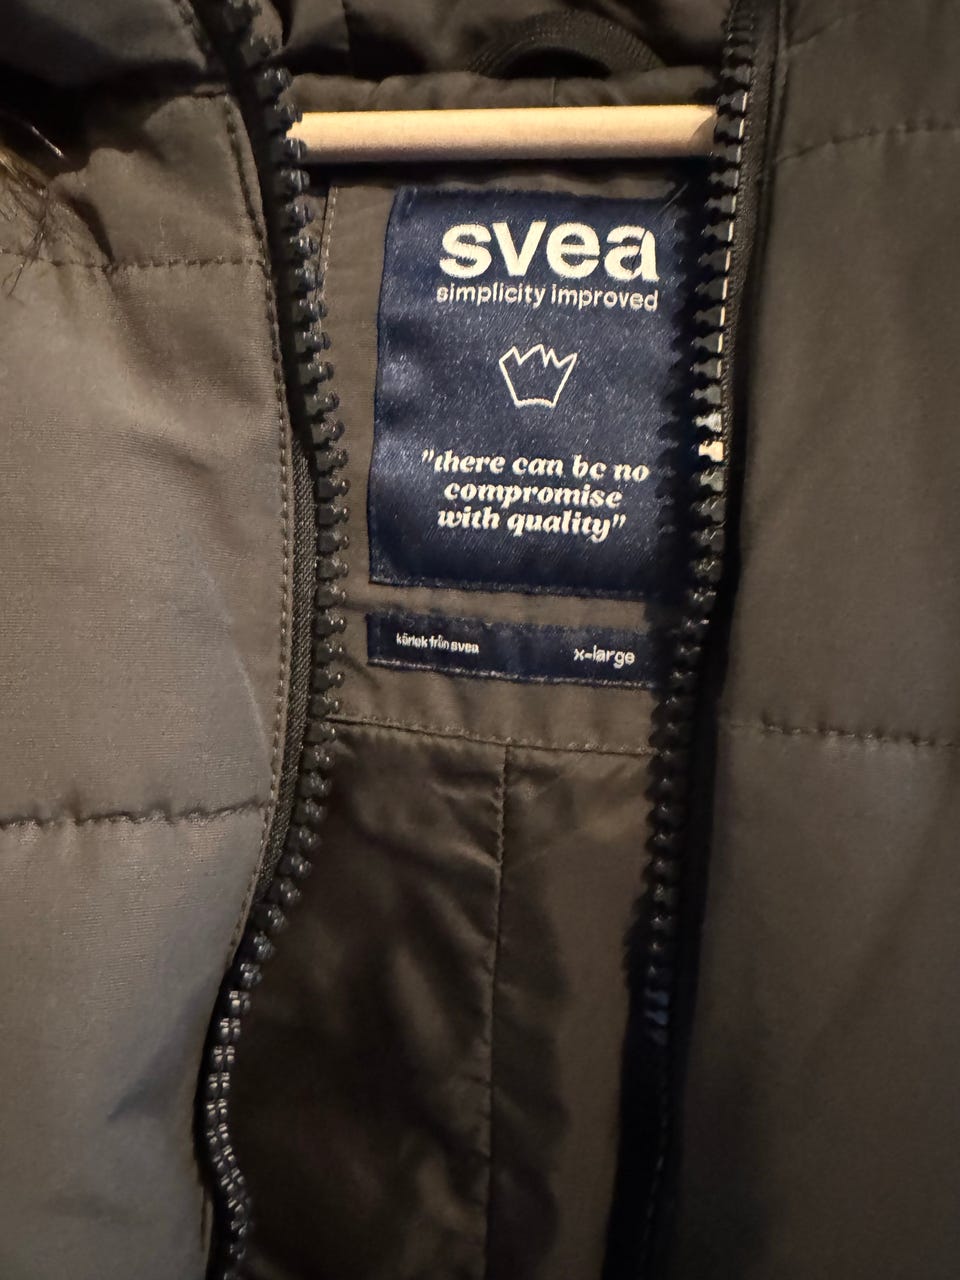 svea
simplicity improved
"there can be no
compromise
with quality"
kärlek från svea
x-large